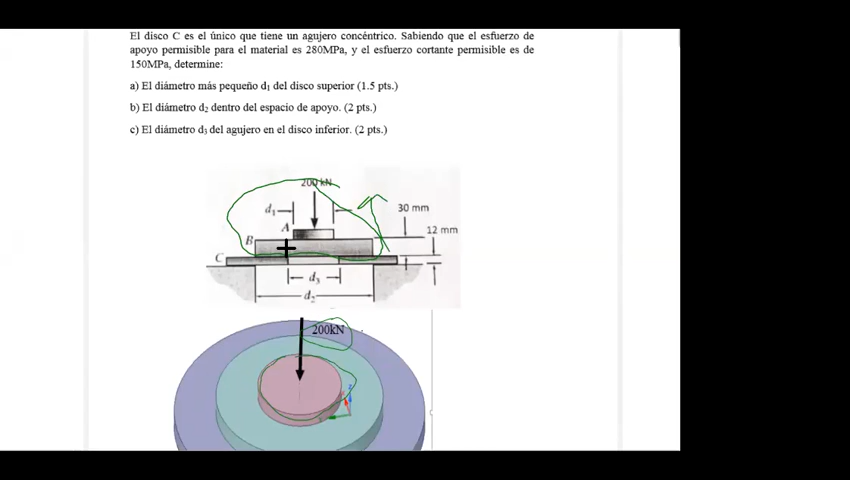 El disco C es el único que tiene un agujero concéntrico. Sabiendo que el esfuerzo de
apoyo permisible para el material es 280MPa, y el esfuerzo cortante permisible es de
150MPa, determine:
a) El diámetro más pequeño d1 del disco superior (1.5 pts.)
b) El diámetro d2 dentro del espacio de apoyo. (2 pts.)
c) El diámetro d3 del agujero en el disco inferior. (2 pts.)
200 kN
d1
30 mm
A
12 mm
B
C
d3
d2
200kN